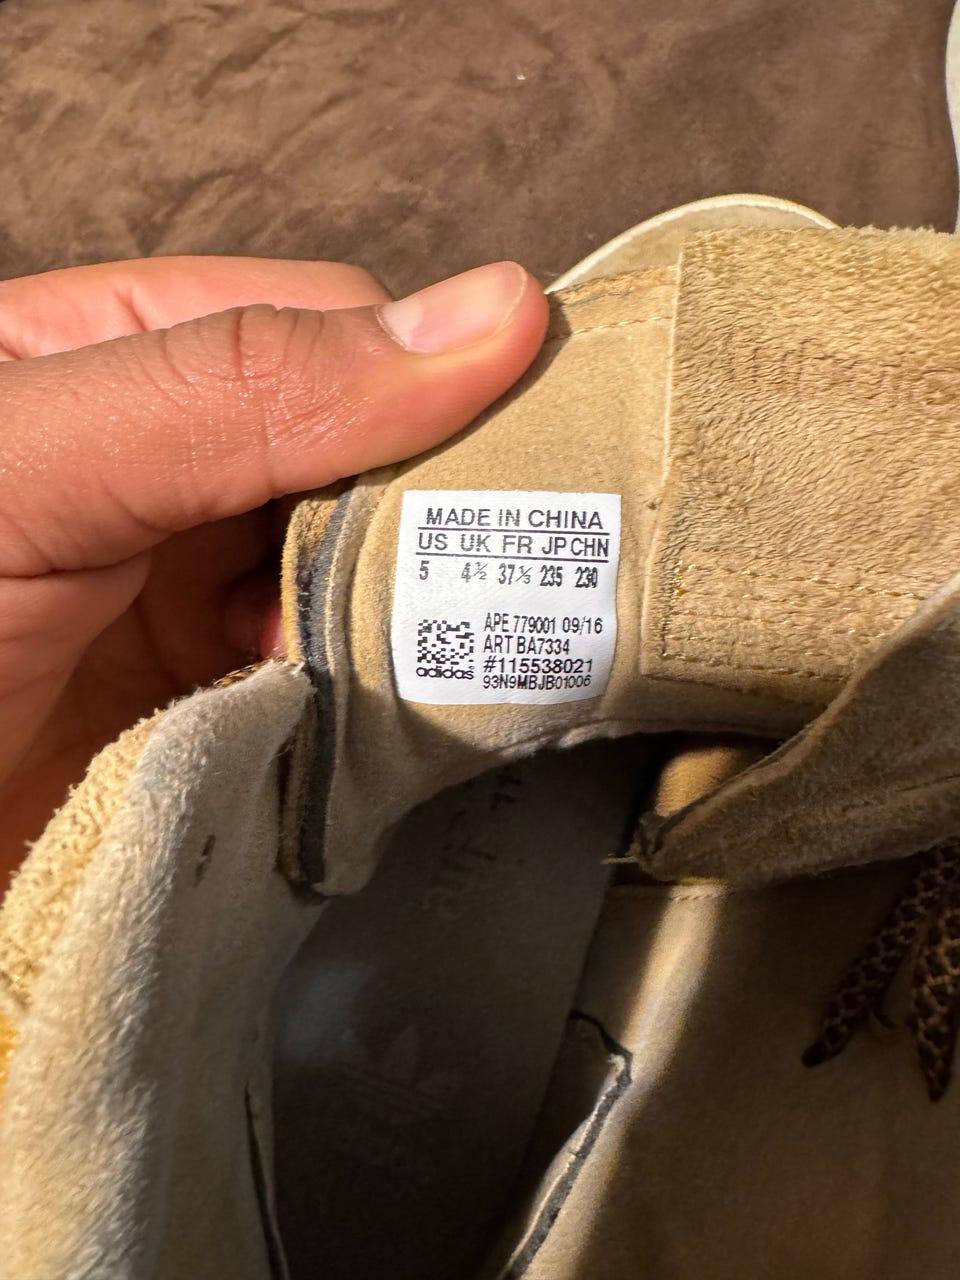 MADE IN CHINA
US UK FR JP CHN
5 4½ 37⅓ 235 230
APE 779001 09/16
ART BA7334
#115538021
adidas 93N9MBJB01006